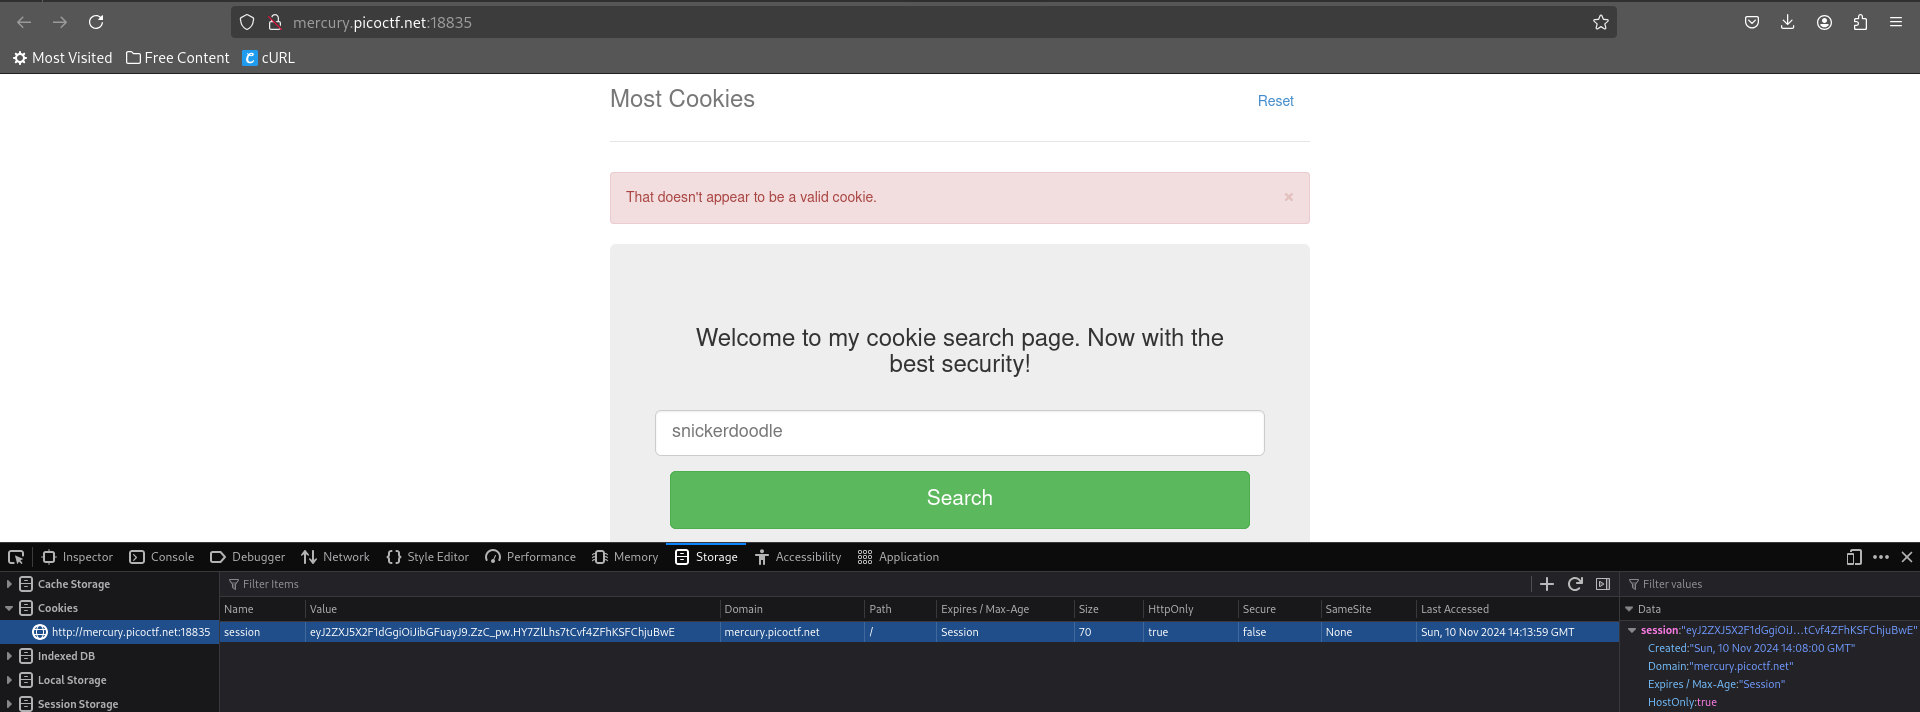 mercury.picoctf.net:18835
Most Visited Free Content cURL
Most Cookies Reset
That doesn't appear to be a valid cookie. ×
Welcome to my cookie search page. Now with the
best security!
snickerdoodle
Search
Inspector Console Debugger Network Style Editor Performance Memory Storage Accessibility Application
Cache Storage Filter Items Filter values
Cookies Name Value Domain Path Expires / Max-Age Size HttpOnly Secure SameSite Last Accessed Data
http://mercury.picoctf.net:18835 session eyJ2ZXJ5X2F1dGgiOiJibGFuayJ9.ZzC_pw.HY7ZlLhs7tCvf4ZFhKSFChjuBwE mercury.picoctf.net / Session 70 true false None Sun, 10 Nov 2024 14:13:59 GMT session:"eyJ2ZXJ5X2F1dGgiOiJ…tCvf4ZFhKSFChjuBwE"
Created:"Sun, 10 Nov 2024 14:08:00 GMT"
Indexed DB Domain:"mercury.picoctf.net"
Local Storage Expires / Max-Age:"Session"
Session Storage HostOnly:true